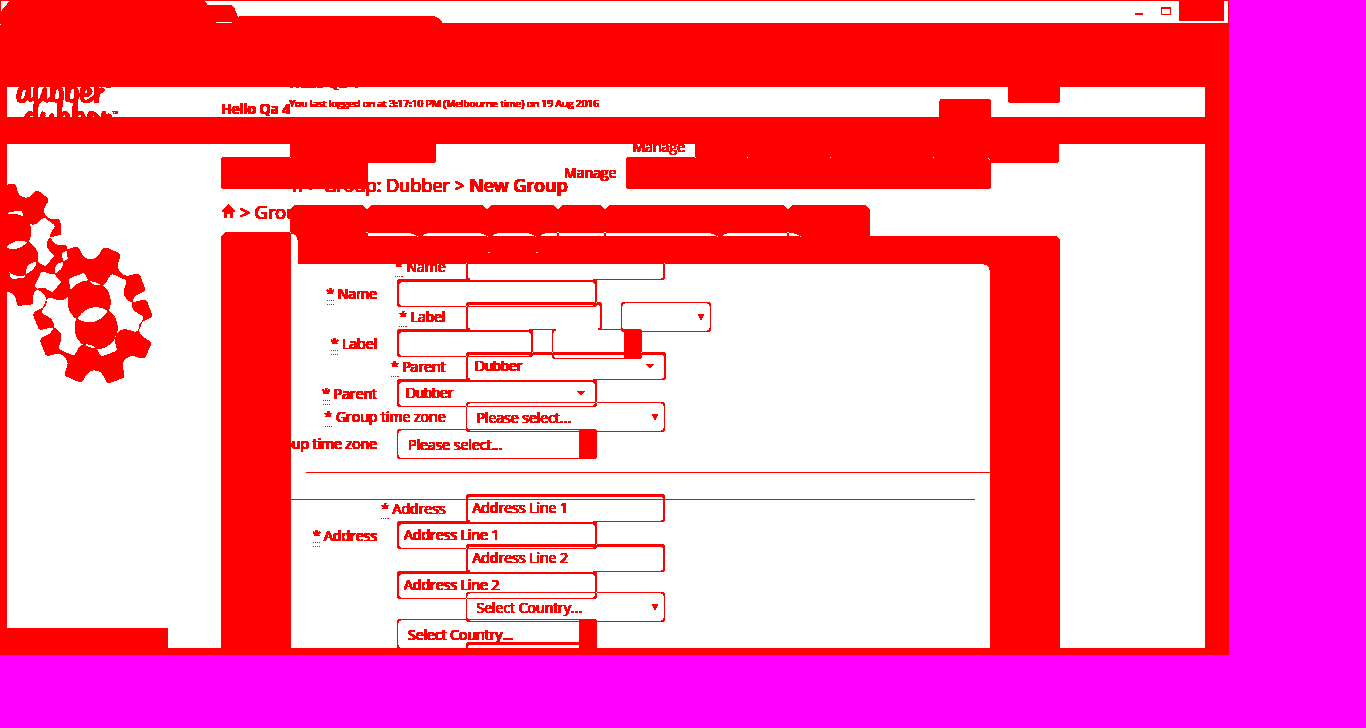 dubber
dubber
You last logged on at 3:17:10 PM (Melbourne time) on 19 Aug 2016
Hello Qa 4
Manage
Manage
Group: Dubber > New Group
> Grou
* Name
* Name
* Label
* Label
* Parent Dubber
* Parent Dubber
* Group time zone Please select...
up time zone Please select...
* Address Address Line 1
* Address Address Line 1
Address Line 2
Address Line 2
Select Country...
Select Country...